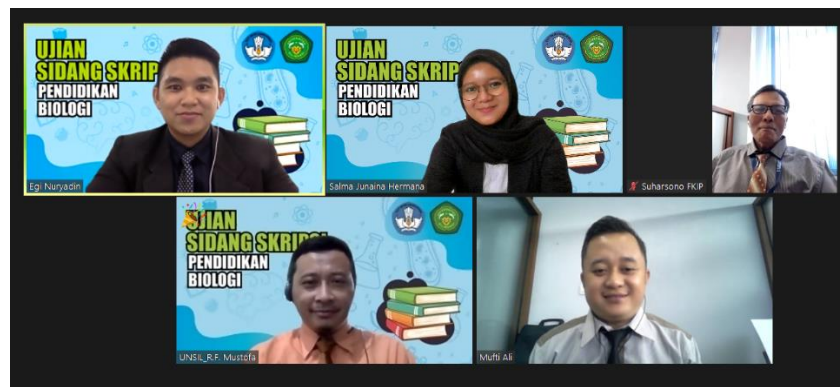 UJIAN
SIDANG SKRIP
PENDIDIKAN
BIOLOGI
Egi Nuryadin
UJIAN
SIDANG SKRIP
PENDIDIKAN
BIOLOGI
Salma Junaina Hermana
Suharsono FKIP
UJIAN
SIDANG SKRIPSI
PENDIDIKAN
BIOLOGI
UNSIL_R.F. Mustofa
Mufti Ali